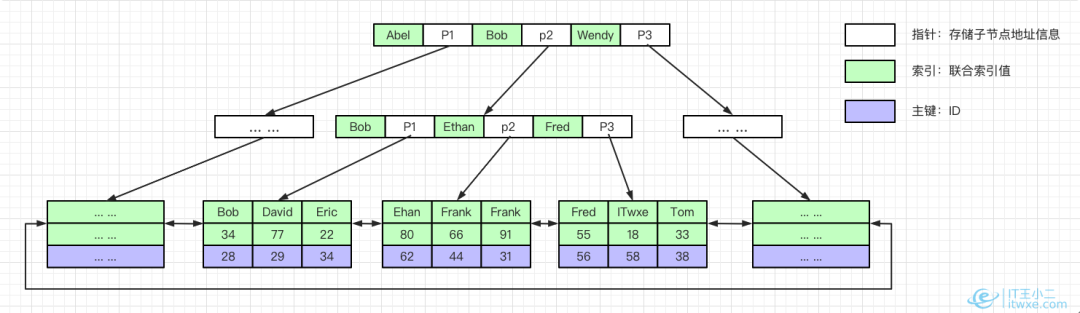 Abel P1 Bob p2 Wendy P3
指针：存储子节点地址信息
索引：联合索引值
主键：ID
... ...
Bob P1 Ethan p2 Fred P3
... ...
... ...
... ...
... ...
Bob David Eric
34 77 22
28 29 34
Ehan Frank Frank
80 66 91
62 44 31
Fred ITwxe Tom
55 18 33
56 58 38
... ...
... ...
... ...
IT王小二
itwxe.com